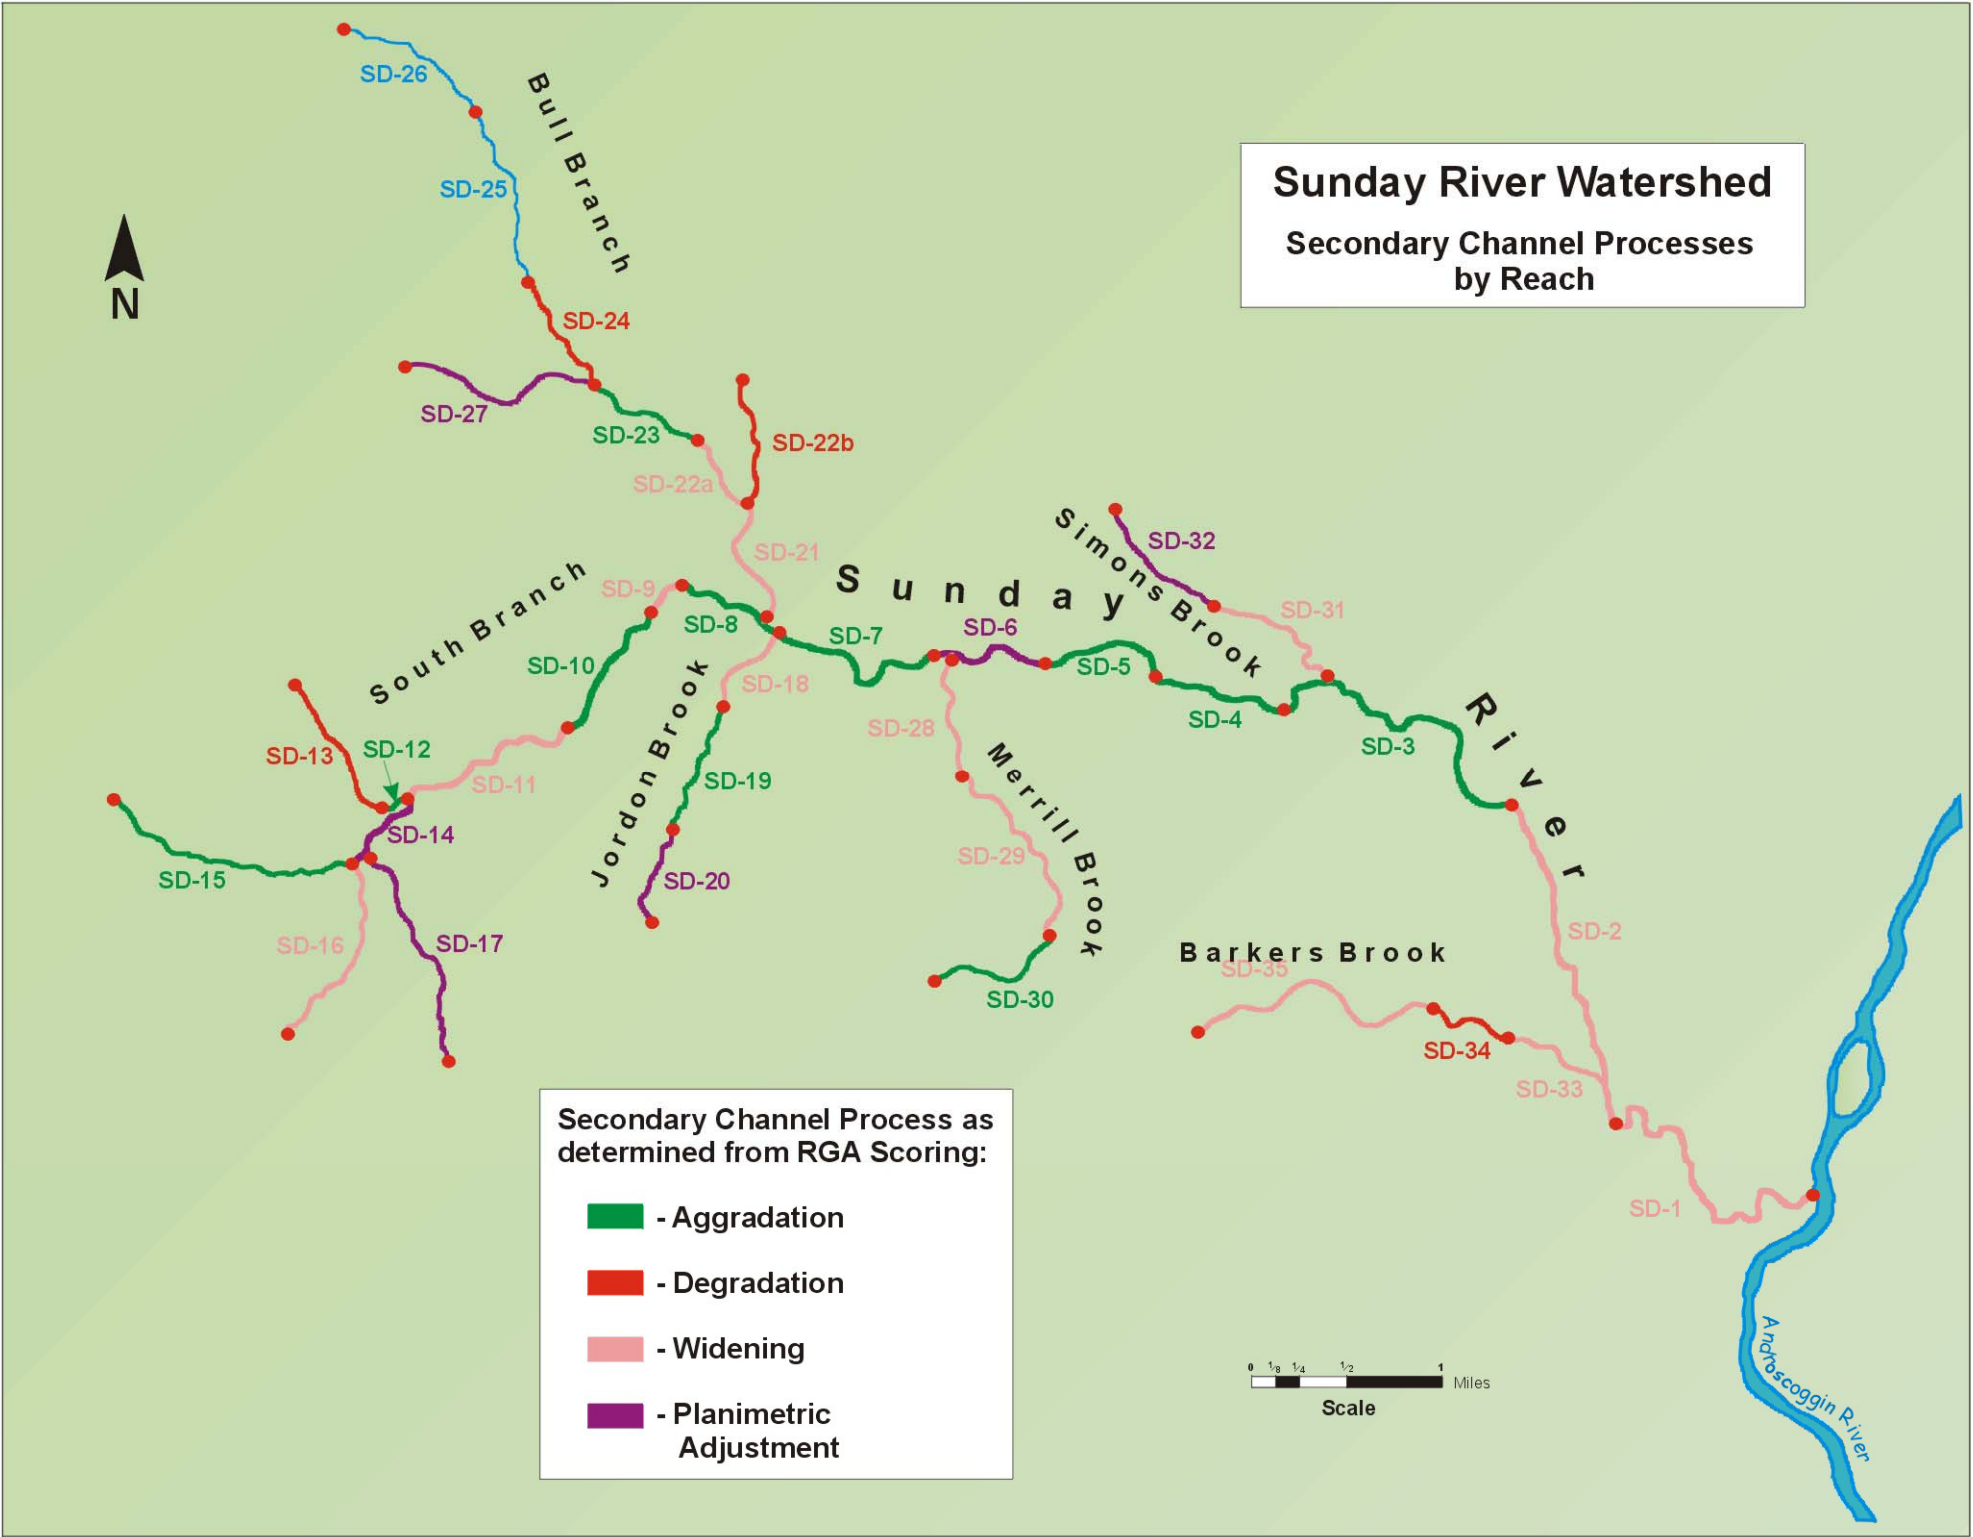 SD-26
Bull Branch
SD-25
Sunday River Watershed
Secondary Channel Processes
by Reach
N
SD-24
SD-27
SD-23
SD-22b
SD-22a
SD-21
Simons Brook
SD-32
South Branch
SD-9
Sunday
SD-31
SD-8
SD-7
SD-6
SD-10
SD-5
SD-18
Jordon Brook
SD-4
SD-28
River
SD-3
SD-13
SD-12
SD-11
SD-19
Merrill Brook
SD-14
SD-15
SD-20
SD-29
SD-16
SD-17
SD-2
Barkers Brook
SD-35
SD-30
SD-34
SD-33
SD-1
Secondary Channel Process as
determined from RGA Scoring:
- Aggradation
- Degradation
- Widening
- Planimetric
Adjustment
0 1/8 1/4 1/2 1
Miles
Scale
Androscoggin River